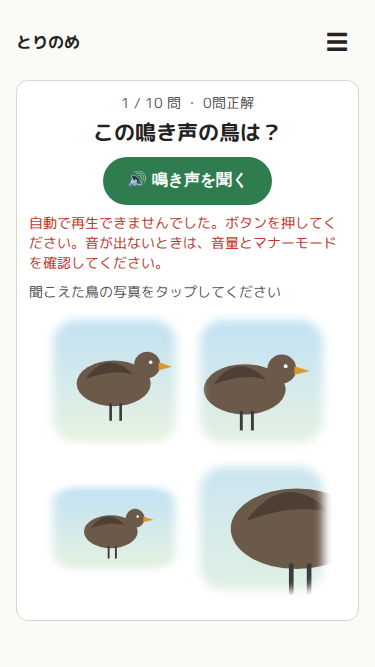 とりのめ
1 / 10 問 ・ 0問正解
この鳴き声の鳥は？
鳴き声を聞く
自動で再生できませんでした。ボタンを押してく
ださい。音が出ないときは、音量とマナーモード
を確認してください。
聞こえた鳥の写真をタップしてください